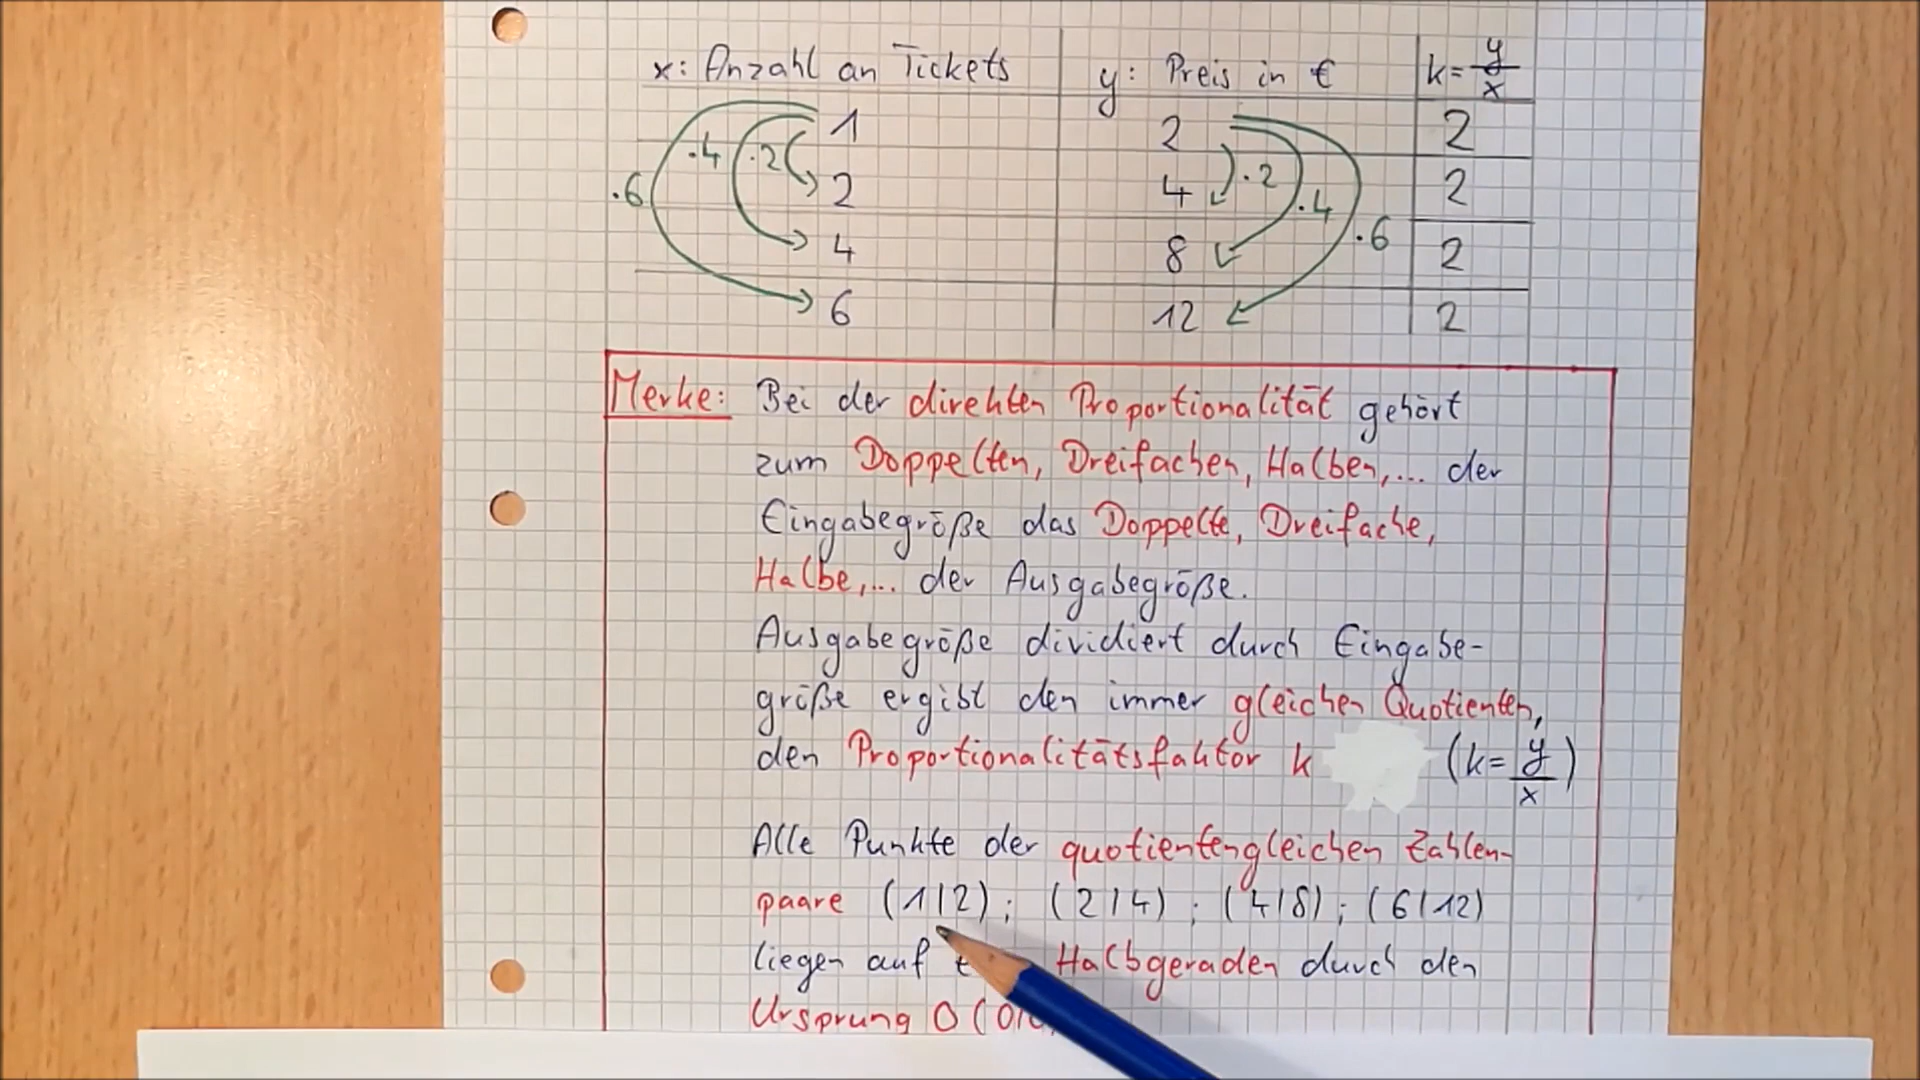 x: Anzahl an Tickets y: Preis in € k = y/x
1 2 2
2 4 2
4 8 2
6 12 2
·6 ·4 ·2 ·2 ·4 ·6
Merke: Bei der direkten Proportionalität gehört
zum Doppelten, Dreifachen, Halben,... der
Eingabegröße das Doppelte, Dreifache,
Halbe,... der Ausgabegröße.
Ausgabegröße dividiert durch Eingabe-
größe ergibt den immer gleichen Quotienten,
den Proportionalitätsfaktor k (k = y/x)
Alle Punkte der quotientengleichen Zahlen-
paare (1|2); (2|4); (4|8); (6|12)
liegen auf Halbgeraden durch den
Ursprung O (0|